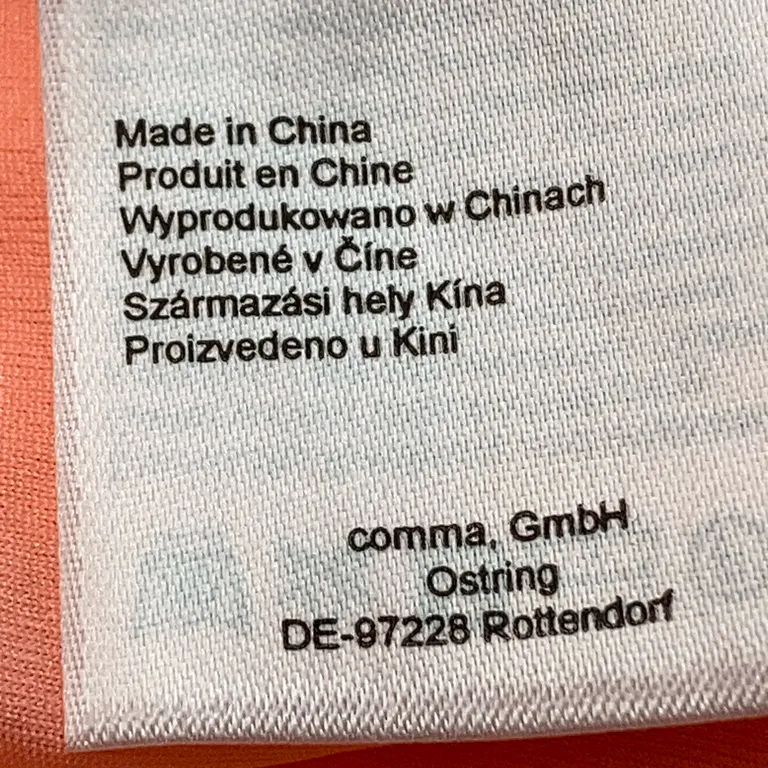 Made in China
Produit en Chine
Wyprodukowano w Chinach
Vyrobené v Číne
Származási hely Kína
Proizvedeno u Kini
comma, GmbH
Ostring
DE-97228 Rottendorf